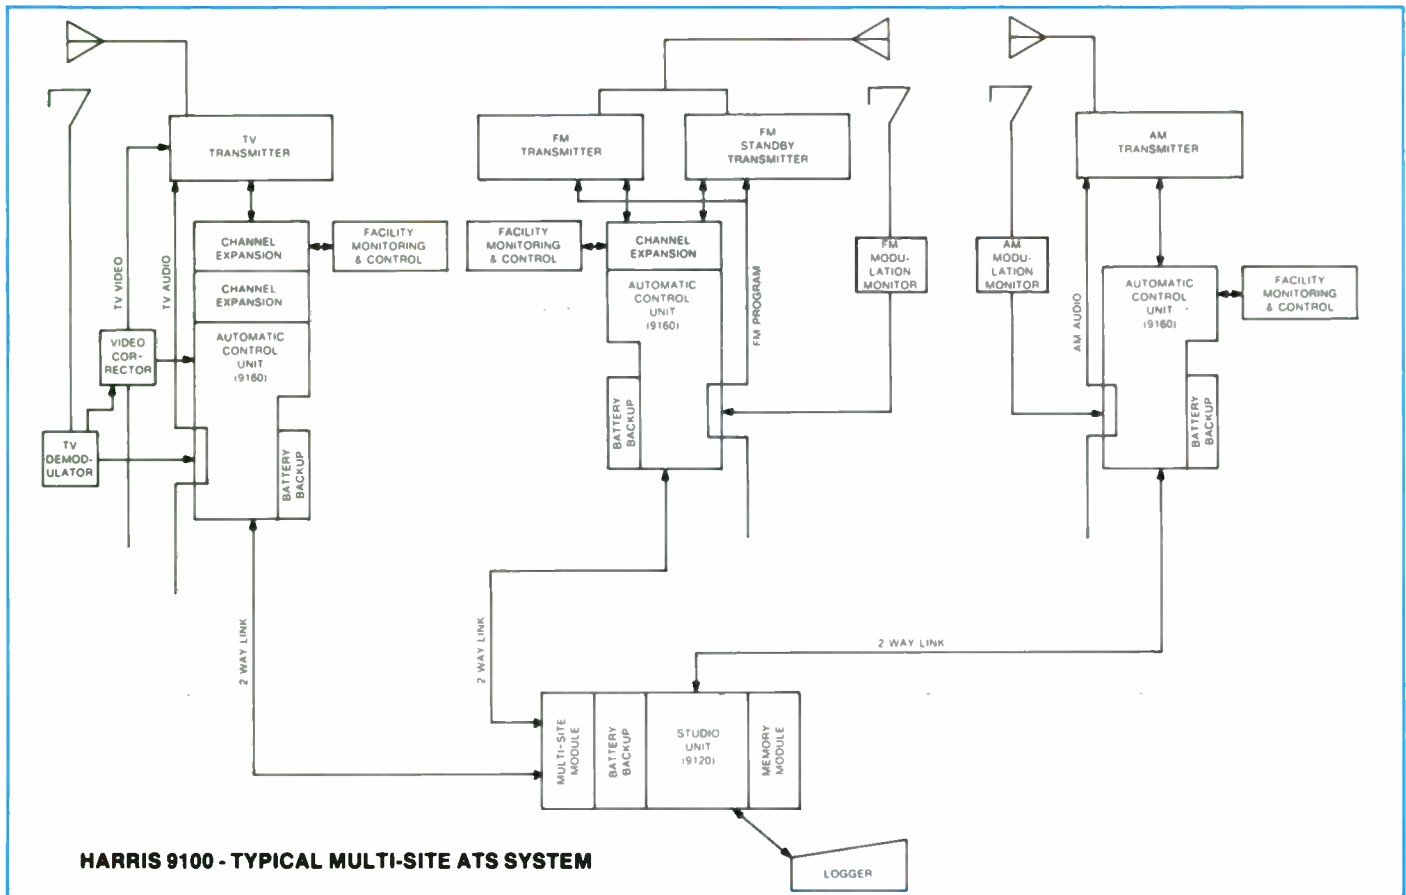 TV
TRANSMITTER
FM
TRANSMITTER
FM
STANDBY
TRANSMITTER
AM
TRANSMITTER
CHANNEL
EXPANSION
FACILITY
MONITORING
& CONTROL
CHANNEL
EXPANSION
AUTOMATIC
CONTROL
UNIT
(9160)
BATTERY
BACKUP
TV VIDEO
TV AUDIO
VIDEO
COR-
RECTOR
TV
DEMOD-
ULATOR
FACILITY
MONITORING
& CONTROL
CHANNEL
EXPANSION
AUTOMATIC
CONTROL
UNIT
(9160)
BATTERY
BACKUP
FM PROGRAM
FM
MODU-
LATION
MONITOR
AM
MODU-
LATION
MONITOR
AM AUDIO
AUTOMATIC
CONTROL
UNIT
(9160)
BATTERY
BACKUP
FACILITY
MONITORING
& CONTROL
2 WAY LINK
2 WAY LINK
2 WAY LINK
MULTI-SITE
MODULE
BATTERY
BACKUP
STUDIO
UNIT
(9120)
MEMORY
MODULE
LOGGER
HARRIS 9100 - TYPICAL MULTI-SITE ATS SYSTEM